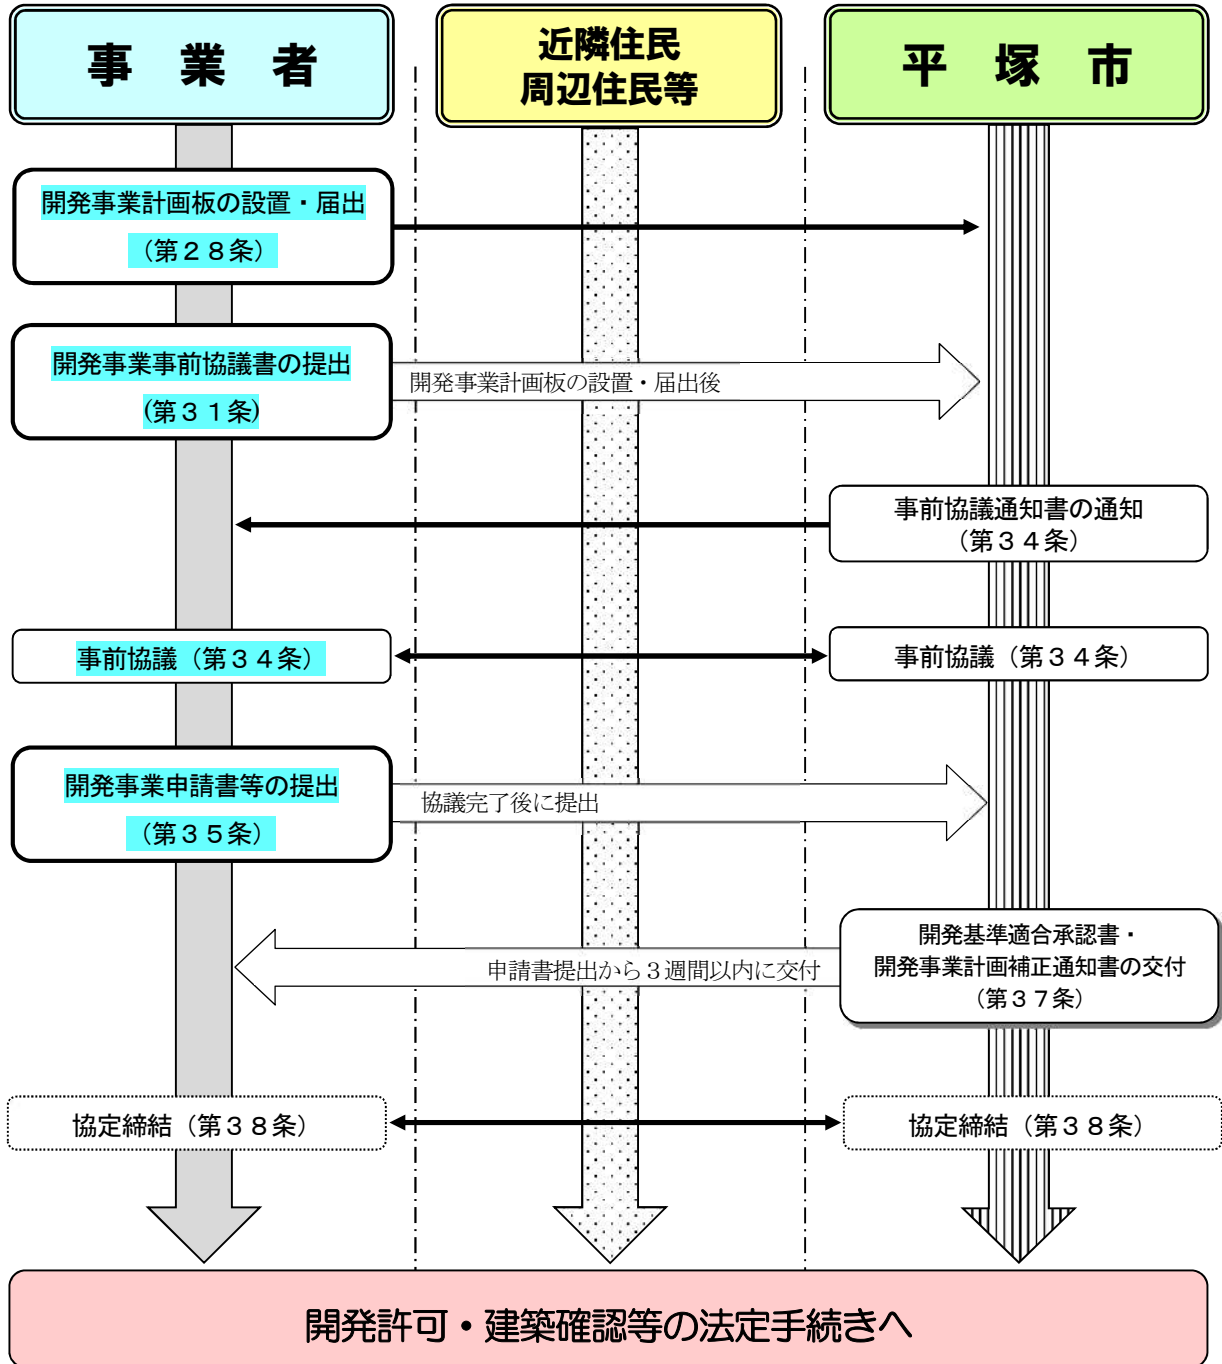 事　業　者
近隣住民
周辺住民等
平　塚　市
開発事業計画板の設置・届出
（第２８条）
開発事業事前協議書の提出
(第３１条)
開発事業計画板の設置・届出後
事前協議通知書の通知
（第３４条）
事前協議（第３４条）
事前協議（第３４条）
開発事業申請書等の提出
（第３５条）
協議完了後に提出
開発基準適合承認書・
開発事業計画補正通知書の交付
（第３７条）
申請書提出から３週間以内に交付
協定締結（第３８条）
協定締結（第３８条）
開発許可・建築確認等の法定手続きへ